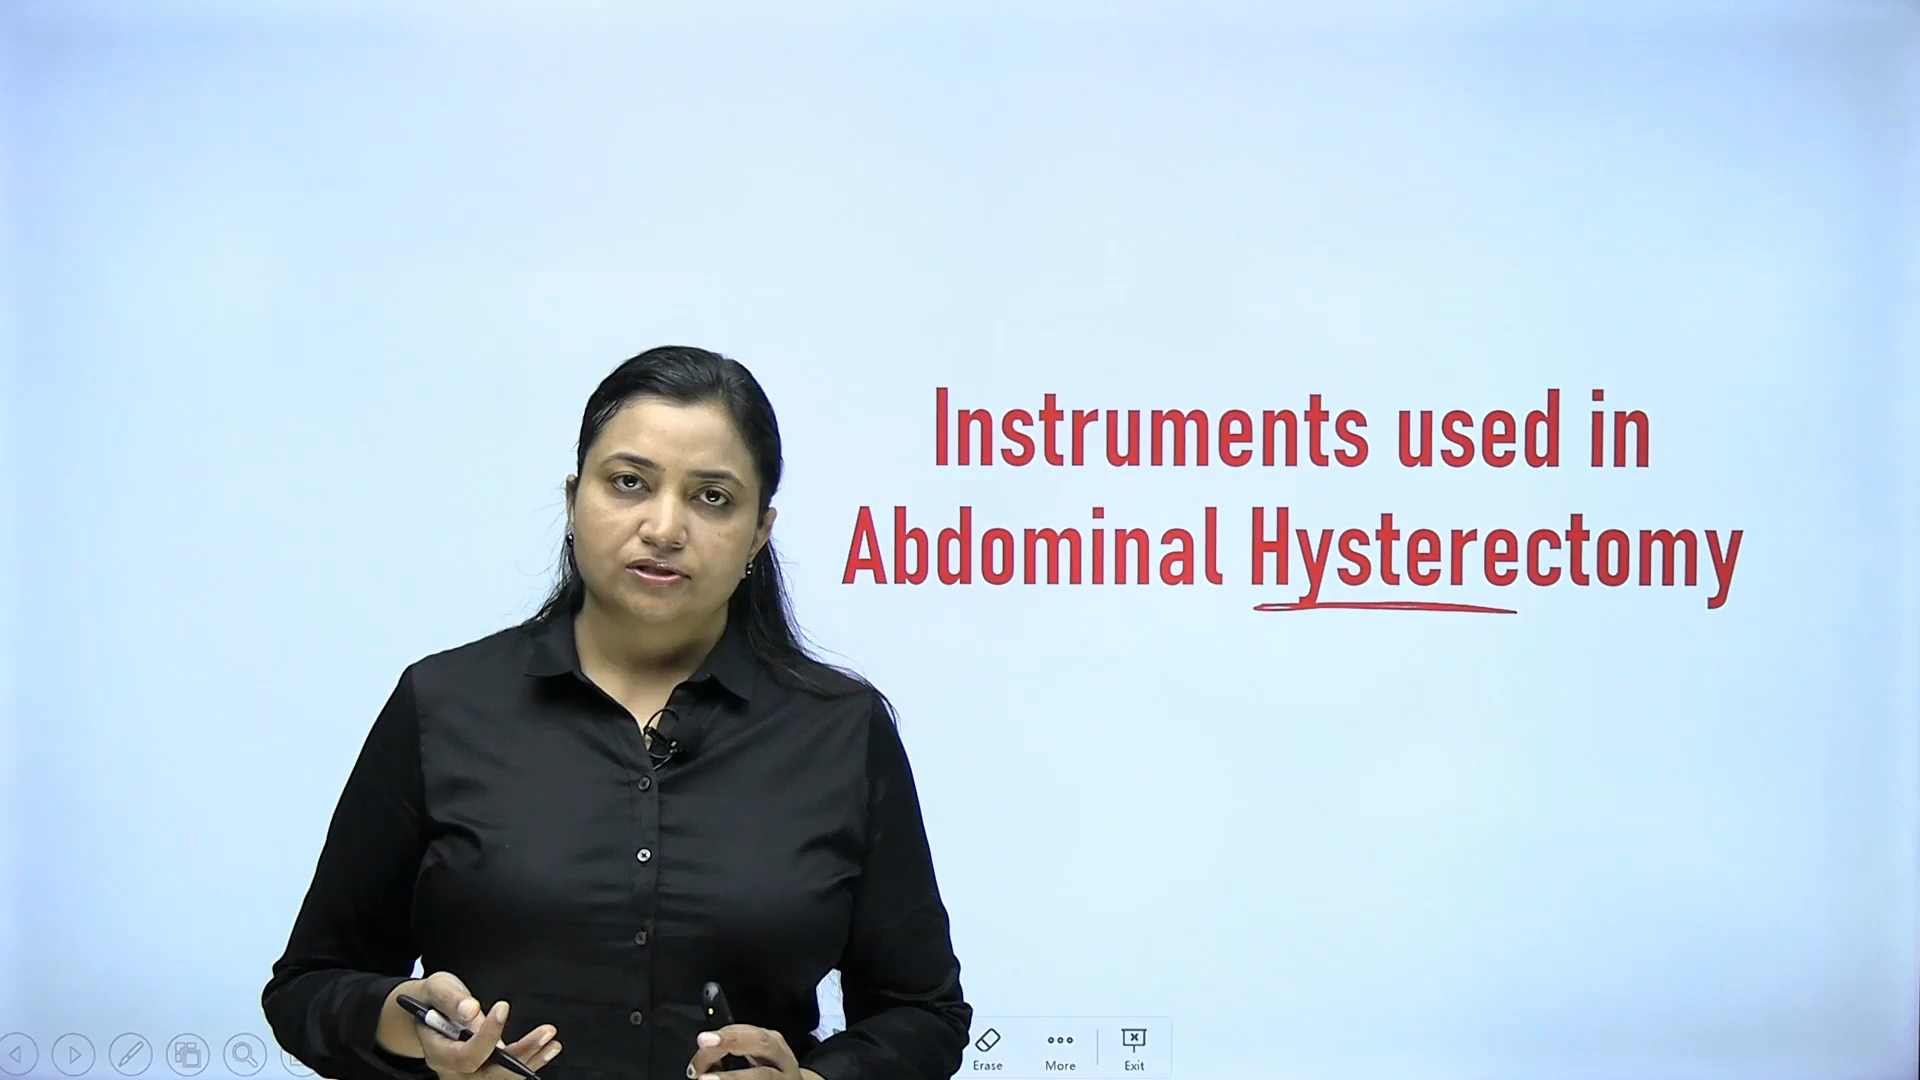 Instruments used in
Abdominal Hysterectomy
Erase
More
Exit